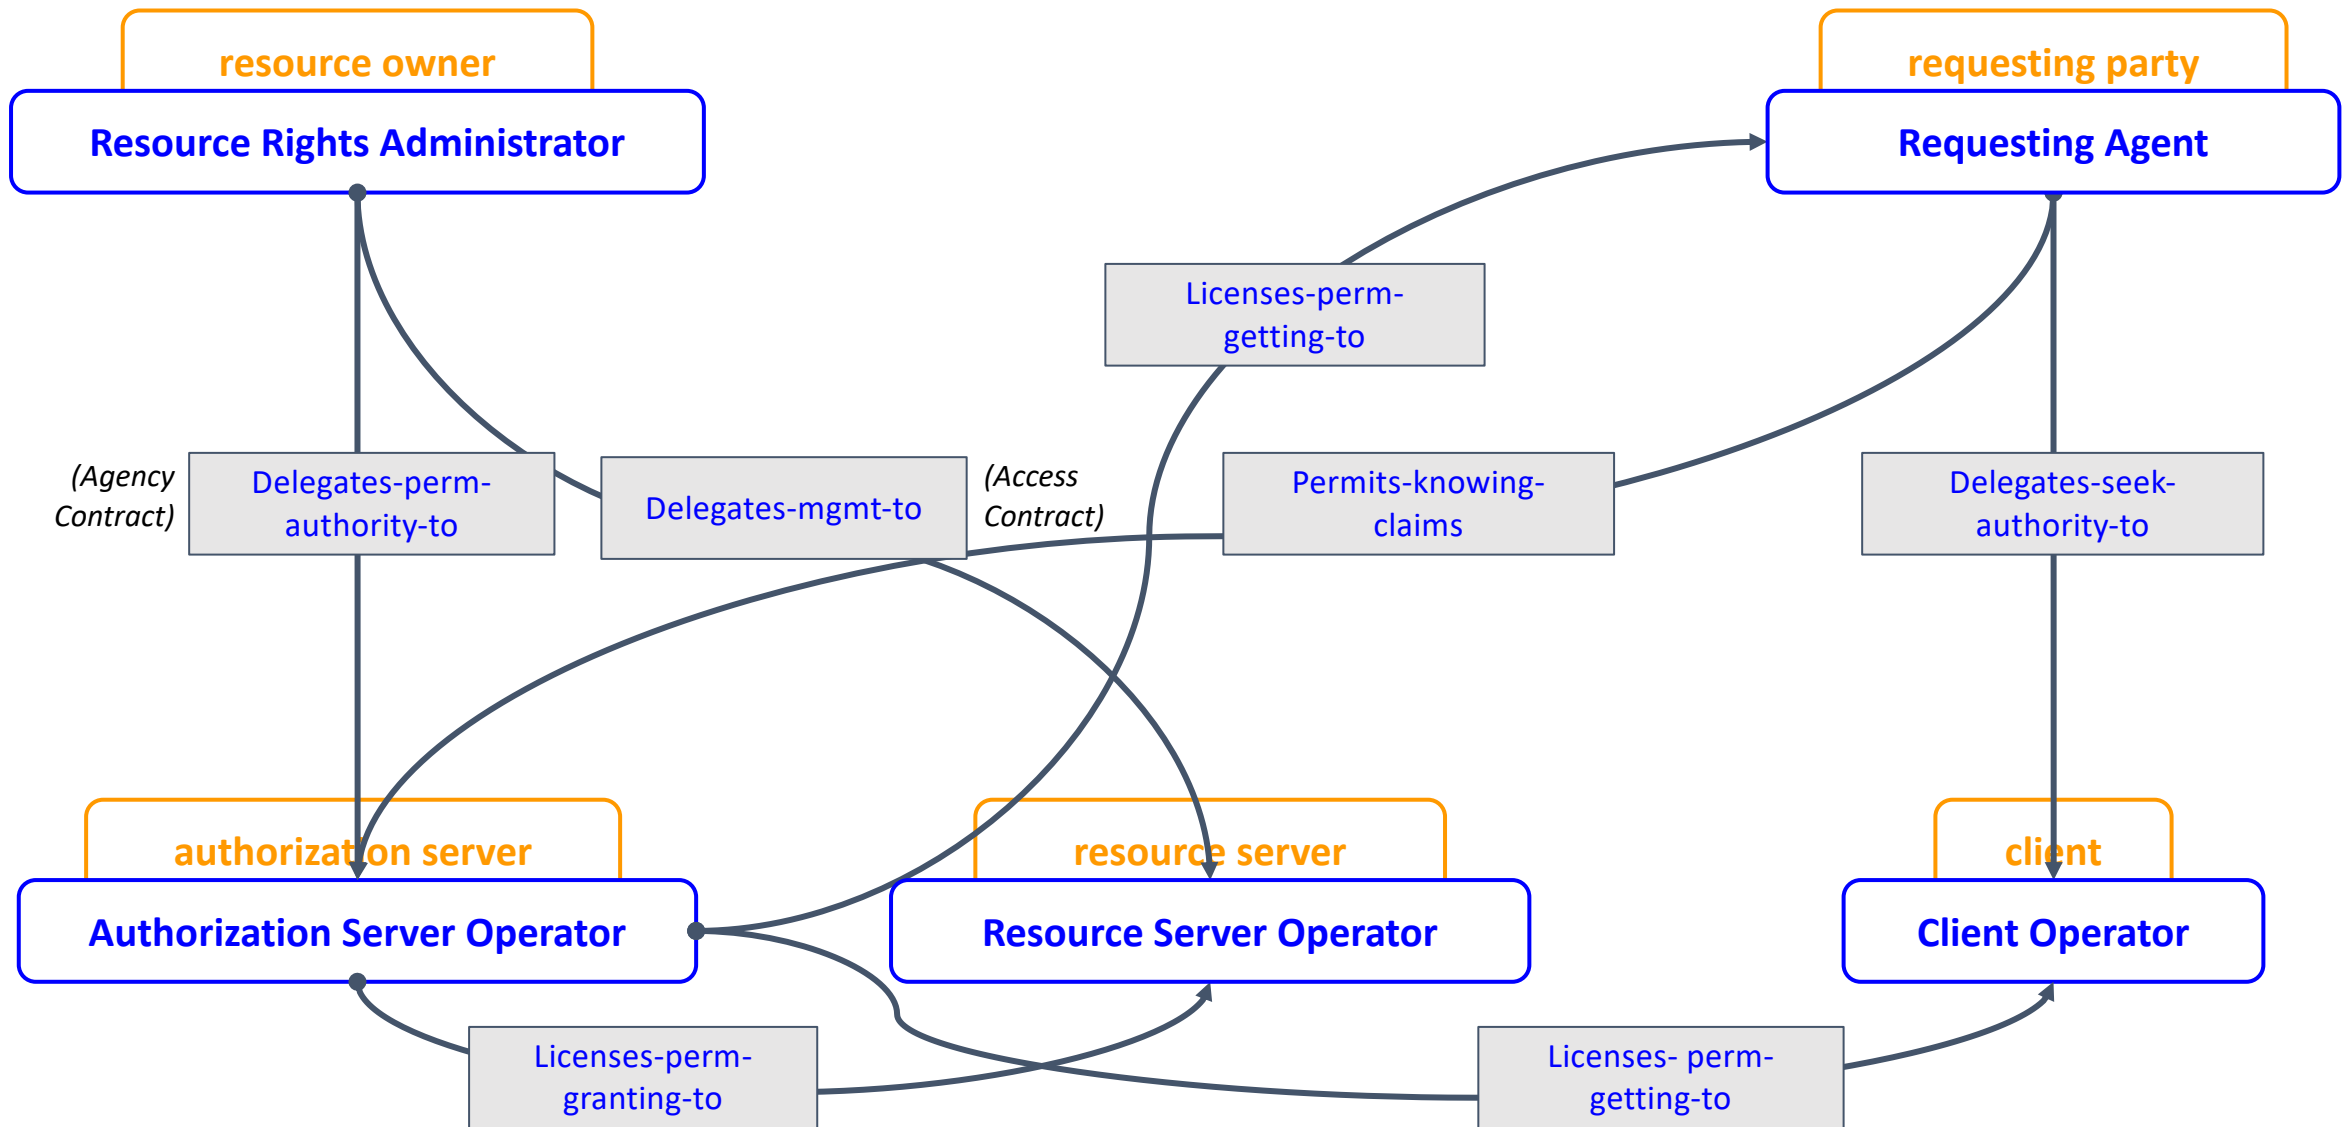 resource owner
requesting party
Resource Rights Administrator
Requesting Agent
Licenses-perm-
getting-to
(Agency
Contract)
Delegates-perm-
authority-to
Delegates-mgmt-to
(Access
Contract)
Permits-knowing-
claims
Delegates-seek-
authority-to
authorization server
resource server
client
Authorization Server Operator
Resource Server Operator
Client Operator
Licenses-perm-
granting-to
Licenses- perm-
getting-to